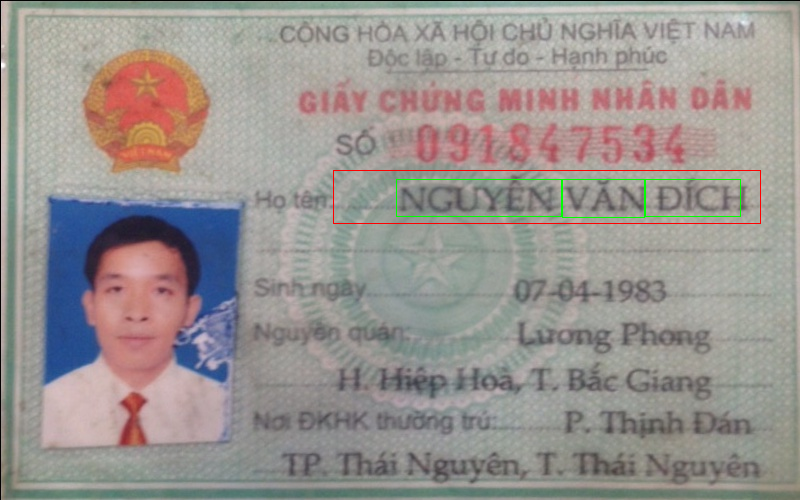 CỘNG HÒA XÃ HỘI CHỦ NGHĨA VIỆT NAM
Độc lập - Tự do - Hạnh phúc
GIẤY CHỨNG MINH NHÂN DÂN
SỐ 091847534
Họ tên: NGUYỄN VĂN ĐÍCH
Sinh ngày 07-04-1983
Nguyên quán: Lương Phong
H. Hiệp Hoà, T. Bắc Giang
Nơi ĐKHK thường trú: P. Thịnh Đán
TP. Thái Nguyên, T. Thái Nguyên